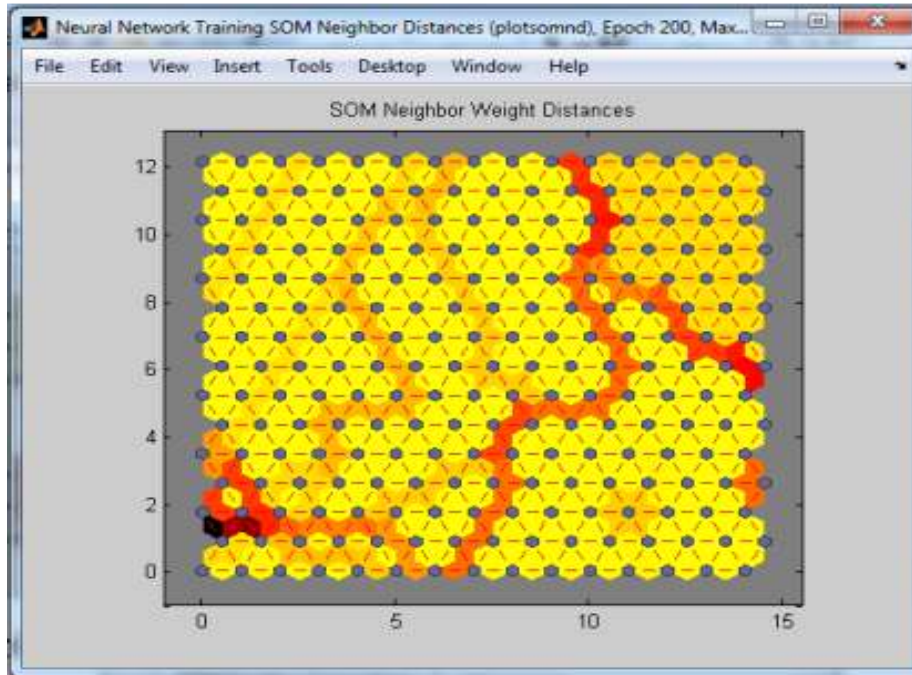 Neural Network Training SOM Neighbor Distances (plotsomnd), Epoch 200, Max...
File Edit View Insert Tools Desktop Window Help
SOM Neighbor Weight Distances
12
10
8
6
4
2
0
0 5 10 15